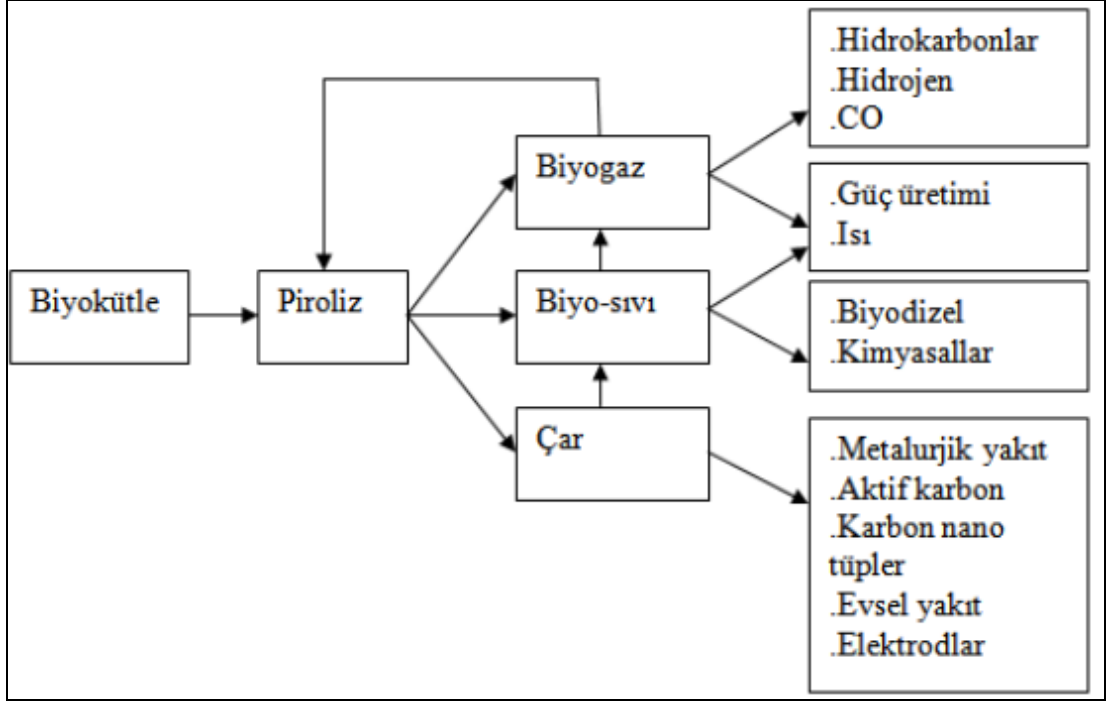 Biyokütle
Piroliz
Biyogaz
Biyo-sıvı
Çar
.Hidrokarbonlar
.Hidrojen
.CO
.Güç üretimi
.Isı
.Biyodizel
.Kimyasallar
.Metalurjik yakıt
.Aktif karbon
.Karbon nano
tüpler
.Evsel yakıt
.Elektrodlar